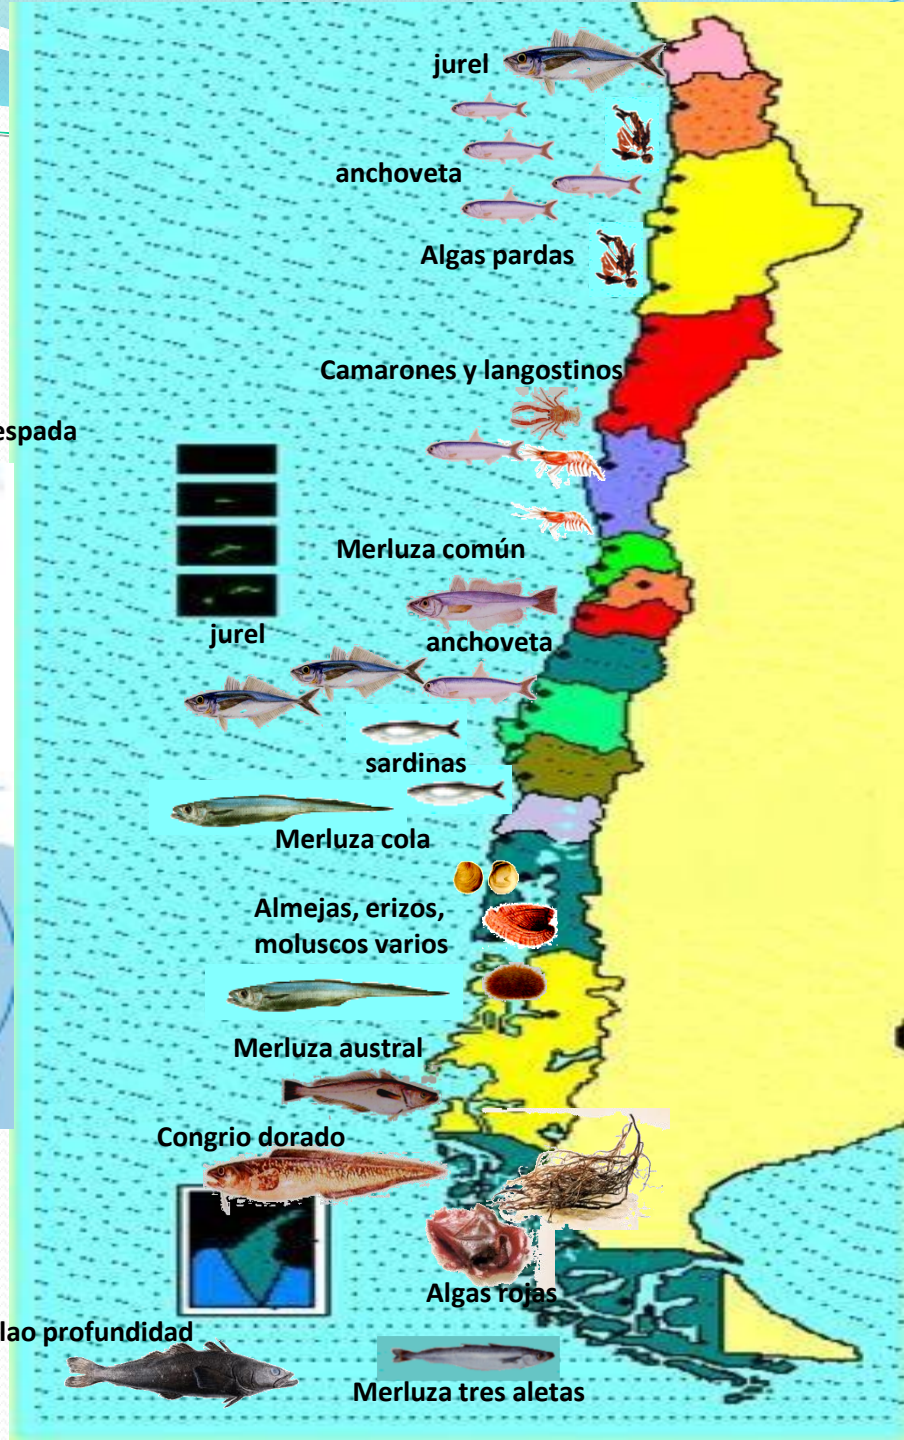 jurel
anchoveta
Algas pardas
Camarones y langostinos
espada
Merluza común
jurel
anchoveta
sardinas
Merluza cola
Almejas, erizos,
moluscos varios
Merluza austral
Congrio dorado
Algas rojas
lao profundidad
Merluza tres aletas